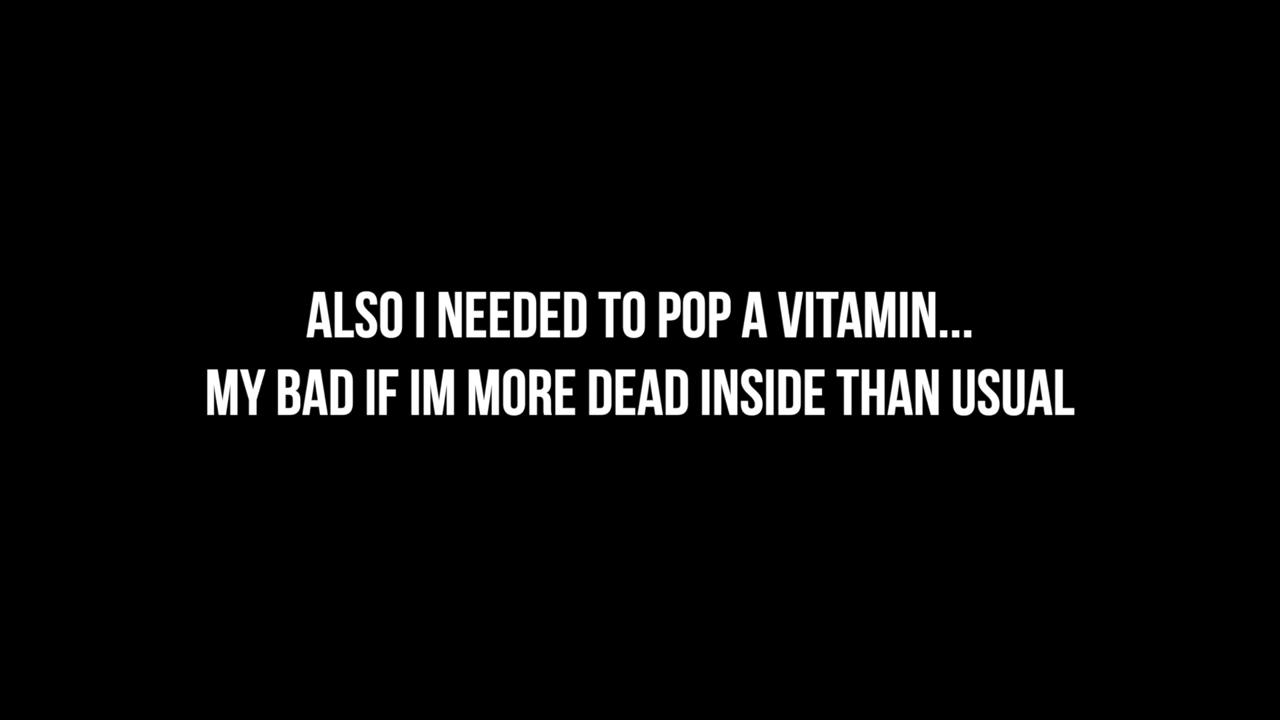 ALSO I NEEDED TO POP A VITAMIN...
MY BAD IF IM MORE DEAD INSIDE THAN USUAL